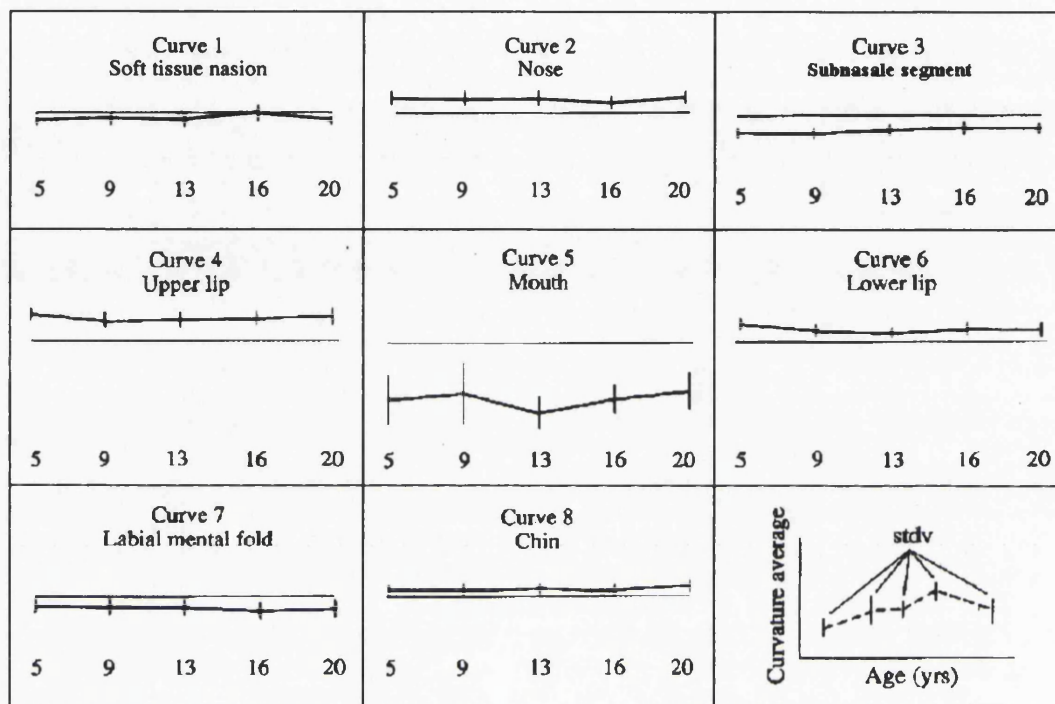 Curve 1
Soft tissue nasion
5 9 13 16 20
Curve 2
Nose
5 9 13 16 20
Curve 3
Subnasale segment
5 9 13 16 20
Curve 4
Upper lip
5 9 13 16 20
Curve 5
Mouth
5 9 13 16 20
Curve 6
Lower lip
5 9 13 16 20
Curve 7
Labial mental fold
5 9 13 16 20
Curve 8
Chin
5 9 13 16 20
stdv
Curvature average
Age (yrs)